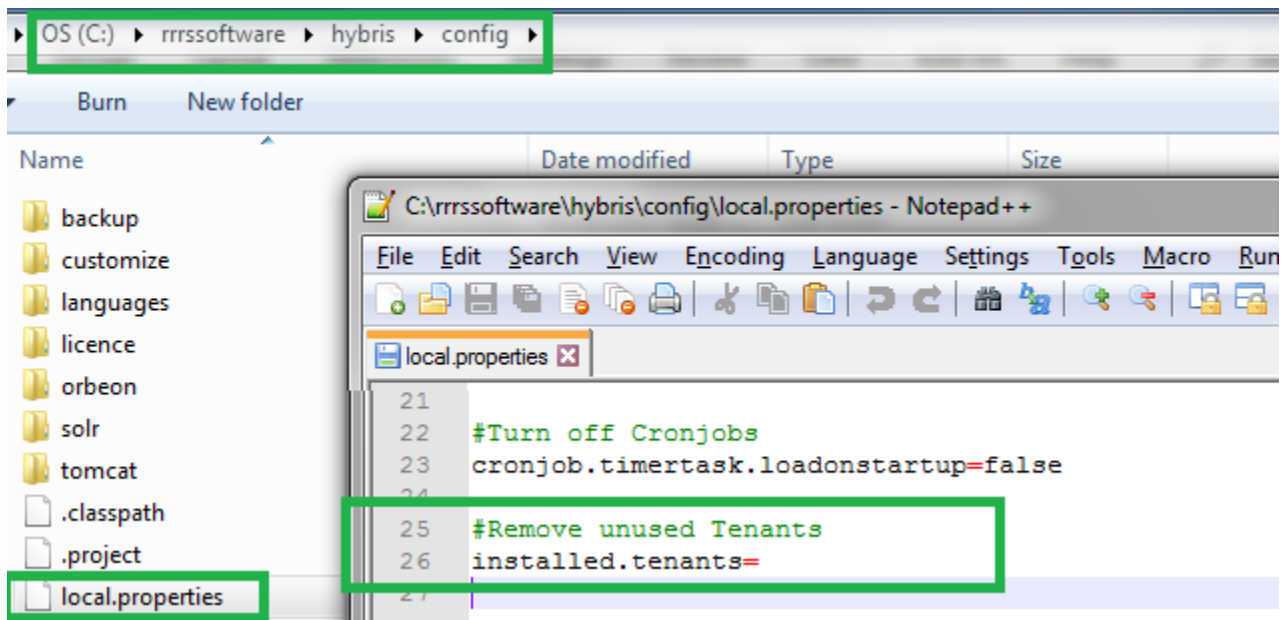 OS (C:) rrrssoftware hybris config
Burn New folder
Name Date modified Type Size
backup
customize
languages
licence
orbeon
solr
tomcat
.classpath
.project
local.properties
C:\rrrssoftware\hybris\config\local.properties - Notepad++
File Edit Search View Encoding Language Settings Tools Macro Run
local.properties
21
22 #Turn off Cronjobs
23 cronjob.timertask.loadonstartup=false
24
25 #Remove unused Tenants
26 installed.tenants=
27